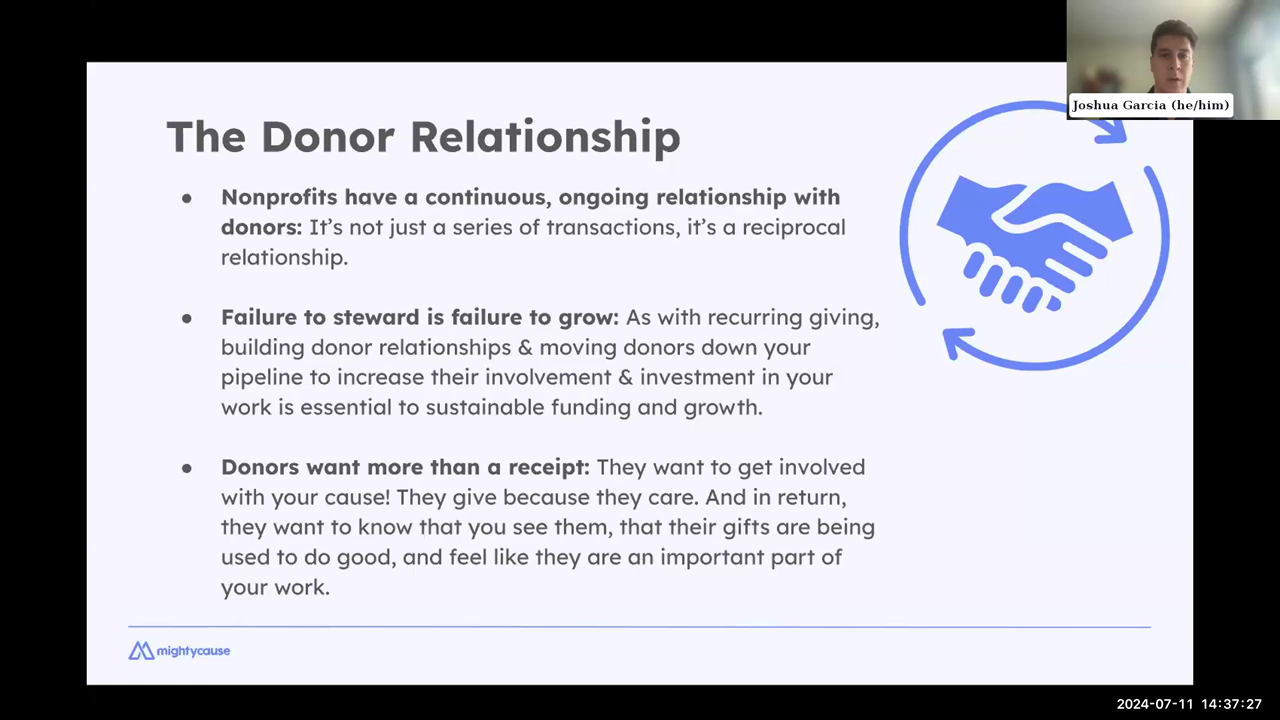 Joshua Garcia (he/him)
The Donor Relationship
● Nonprofits have a continuous, ongoing relationship with
donors: It’s not just a series of transactions, it’s a reciprocal
relationship.
● Failure to steward is failure to grow: As with recurring giving,
building donor relationships & moving donors down your
pipeline to increase their involvement & investment in your
work is essential to sustainable funding and growth.
● Donors want more than a receipt: They want to get involved
with your cause! They give because they care. And in return,
they want to know that you see them, that their gifts are being
used to do good, and feel like they are an important part of
your work.
mightycause
2024-07-11 14:37:27